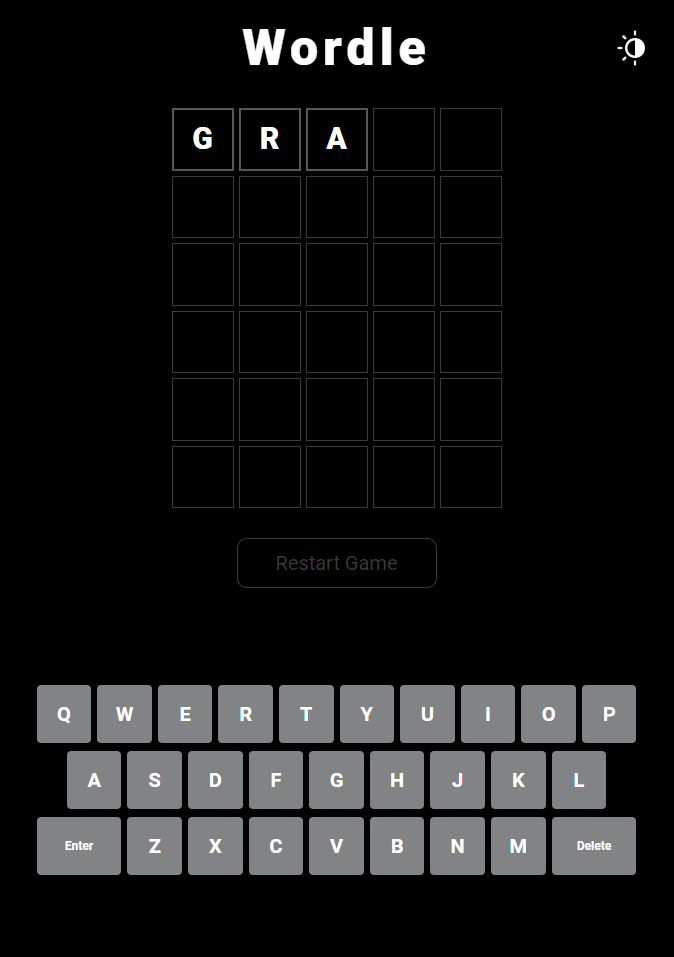 Wordle
G R A
Restart Game
Q W E R T Y U I O P
A S D F G H J K L
Enter Z X C V B N M Delete